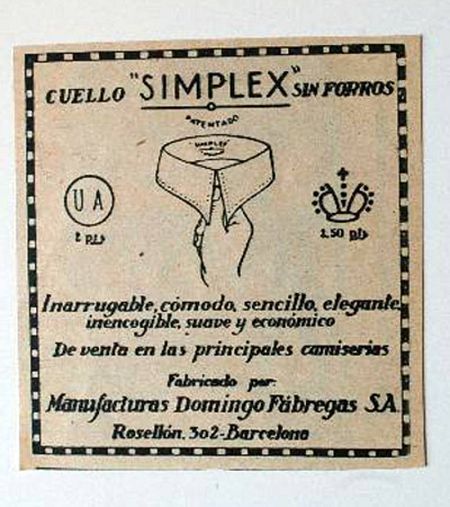 CUELLO "SIMPLEX" SIN FORROS
PATENTADO
"SIMPLEX"
UA
2 pts
1,50 pts
Inarrugable, cómodo, sencillo, elegante,
inencogible, suave y económico
De venta en las principales camiserias
Fabricado por:
Manufacturas Domingo Fábregas S.A.
Rosellón, 302-Barcelona